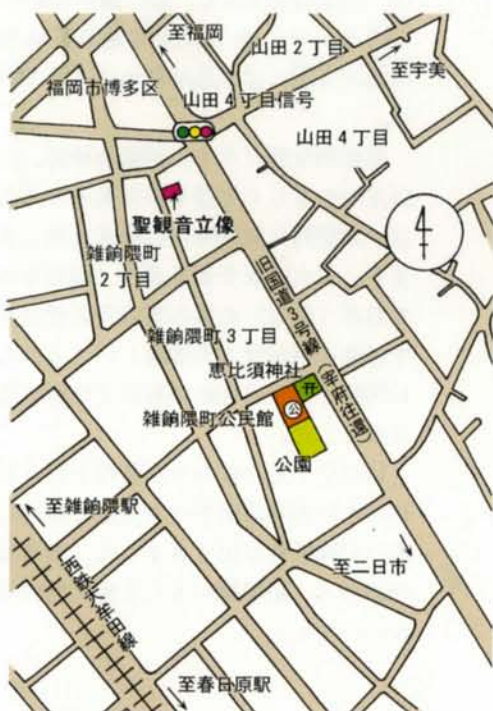 至福岡
山田2丁目
至宇美
福岡市博多区
山田4丁目信号
山田4丁目
聖観音立像
雑餉隈町
2丁目
旧国道3号線(宰府往還)
雑餉隈町3丁目
恵比須神社
雑餉隈町公民館
公
公園
至雑餉隈駅
至二日市
西鉄大牟田線
至春日原駅